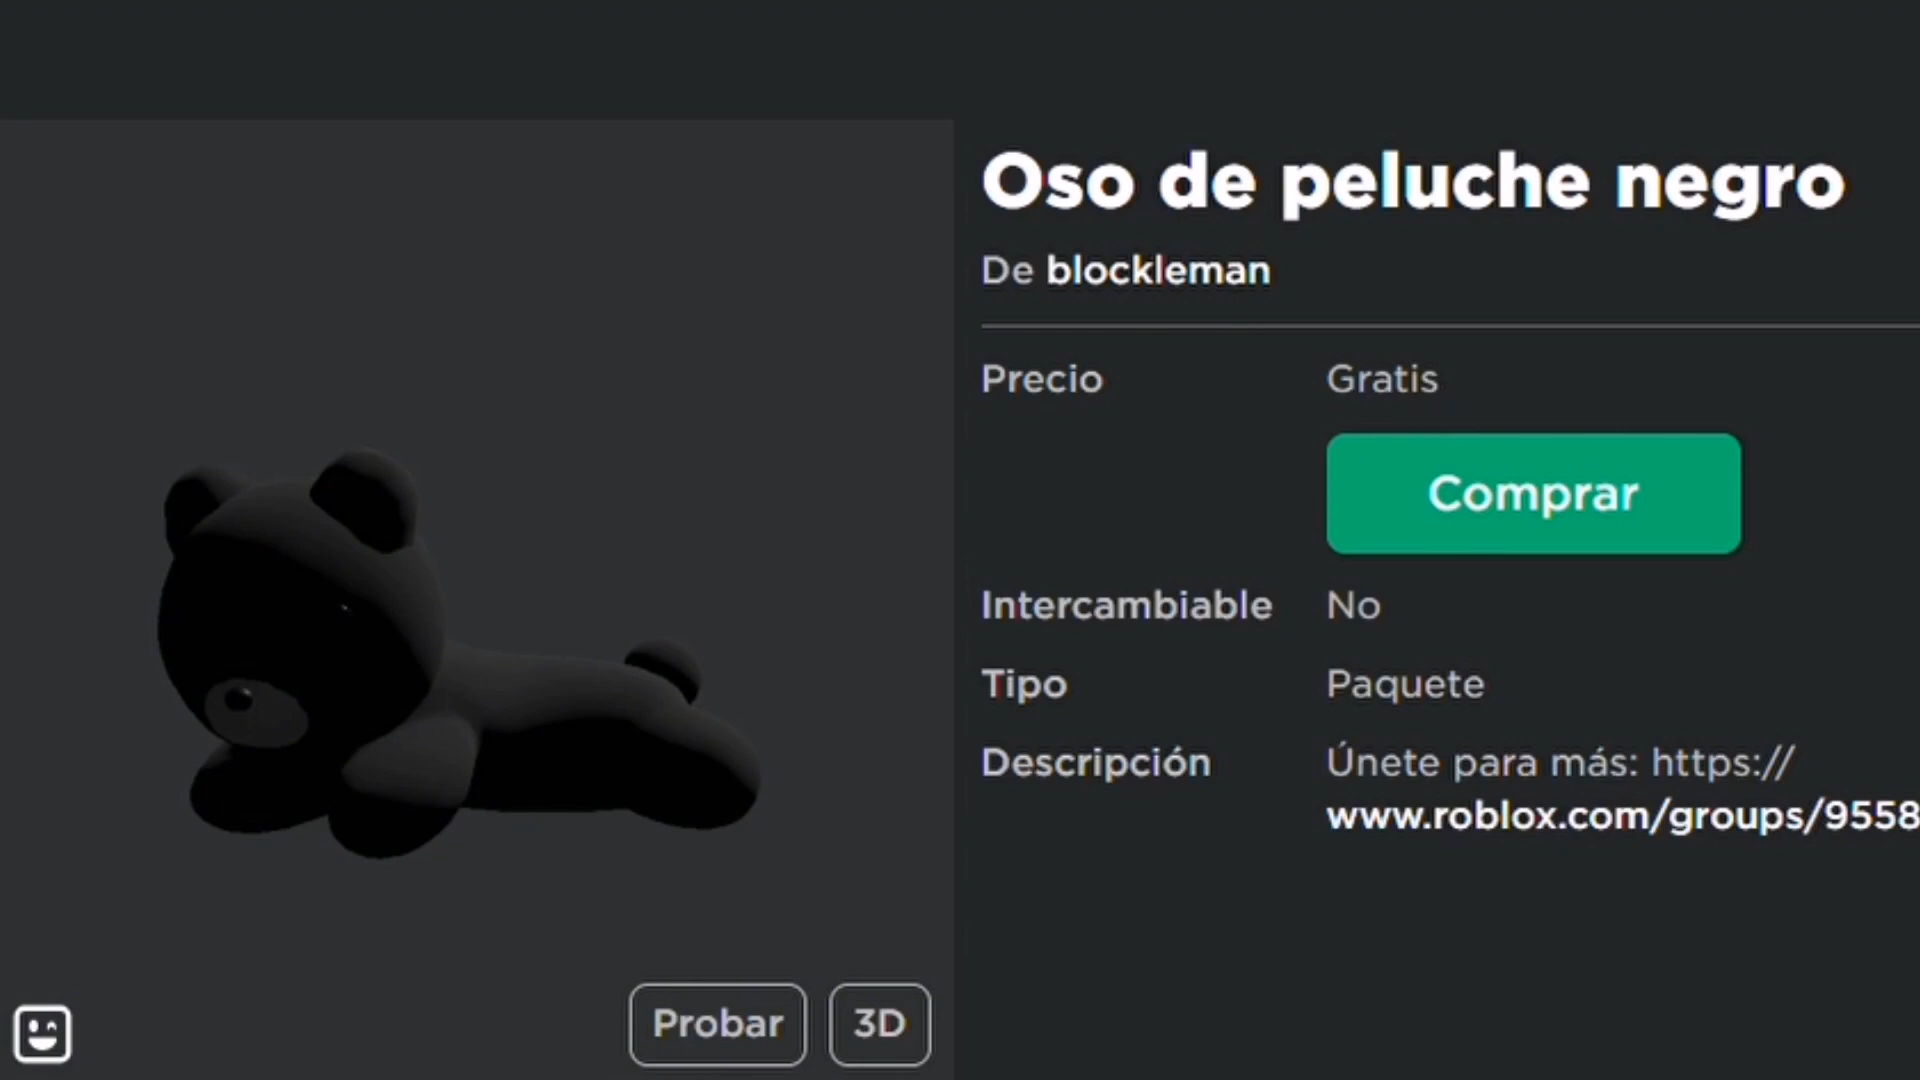 Oso de peluche negro
De blockleman
Precio Gratis
Comprar
Intercambiable No
Tipo Paquete
Descripción Únete para más: https://
www.roblox.com/groups/9558
Probar 3D